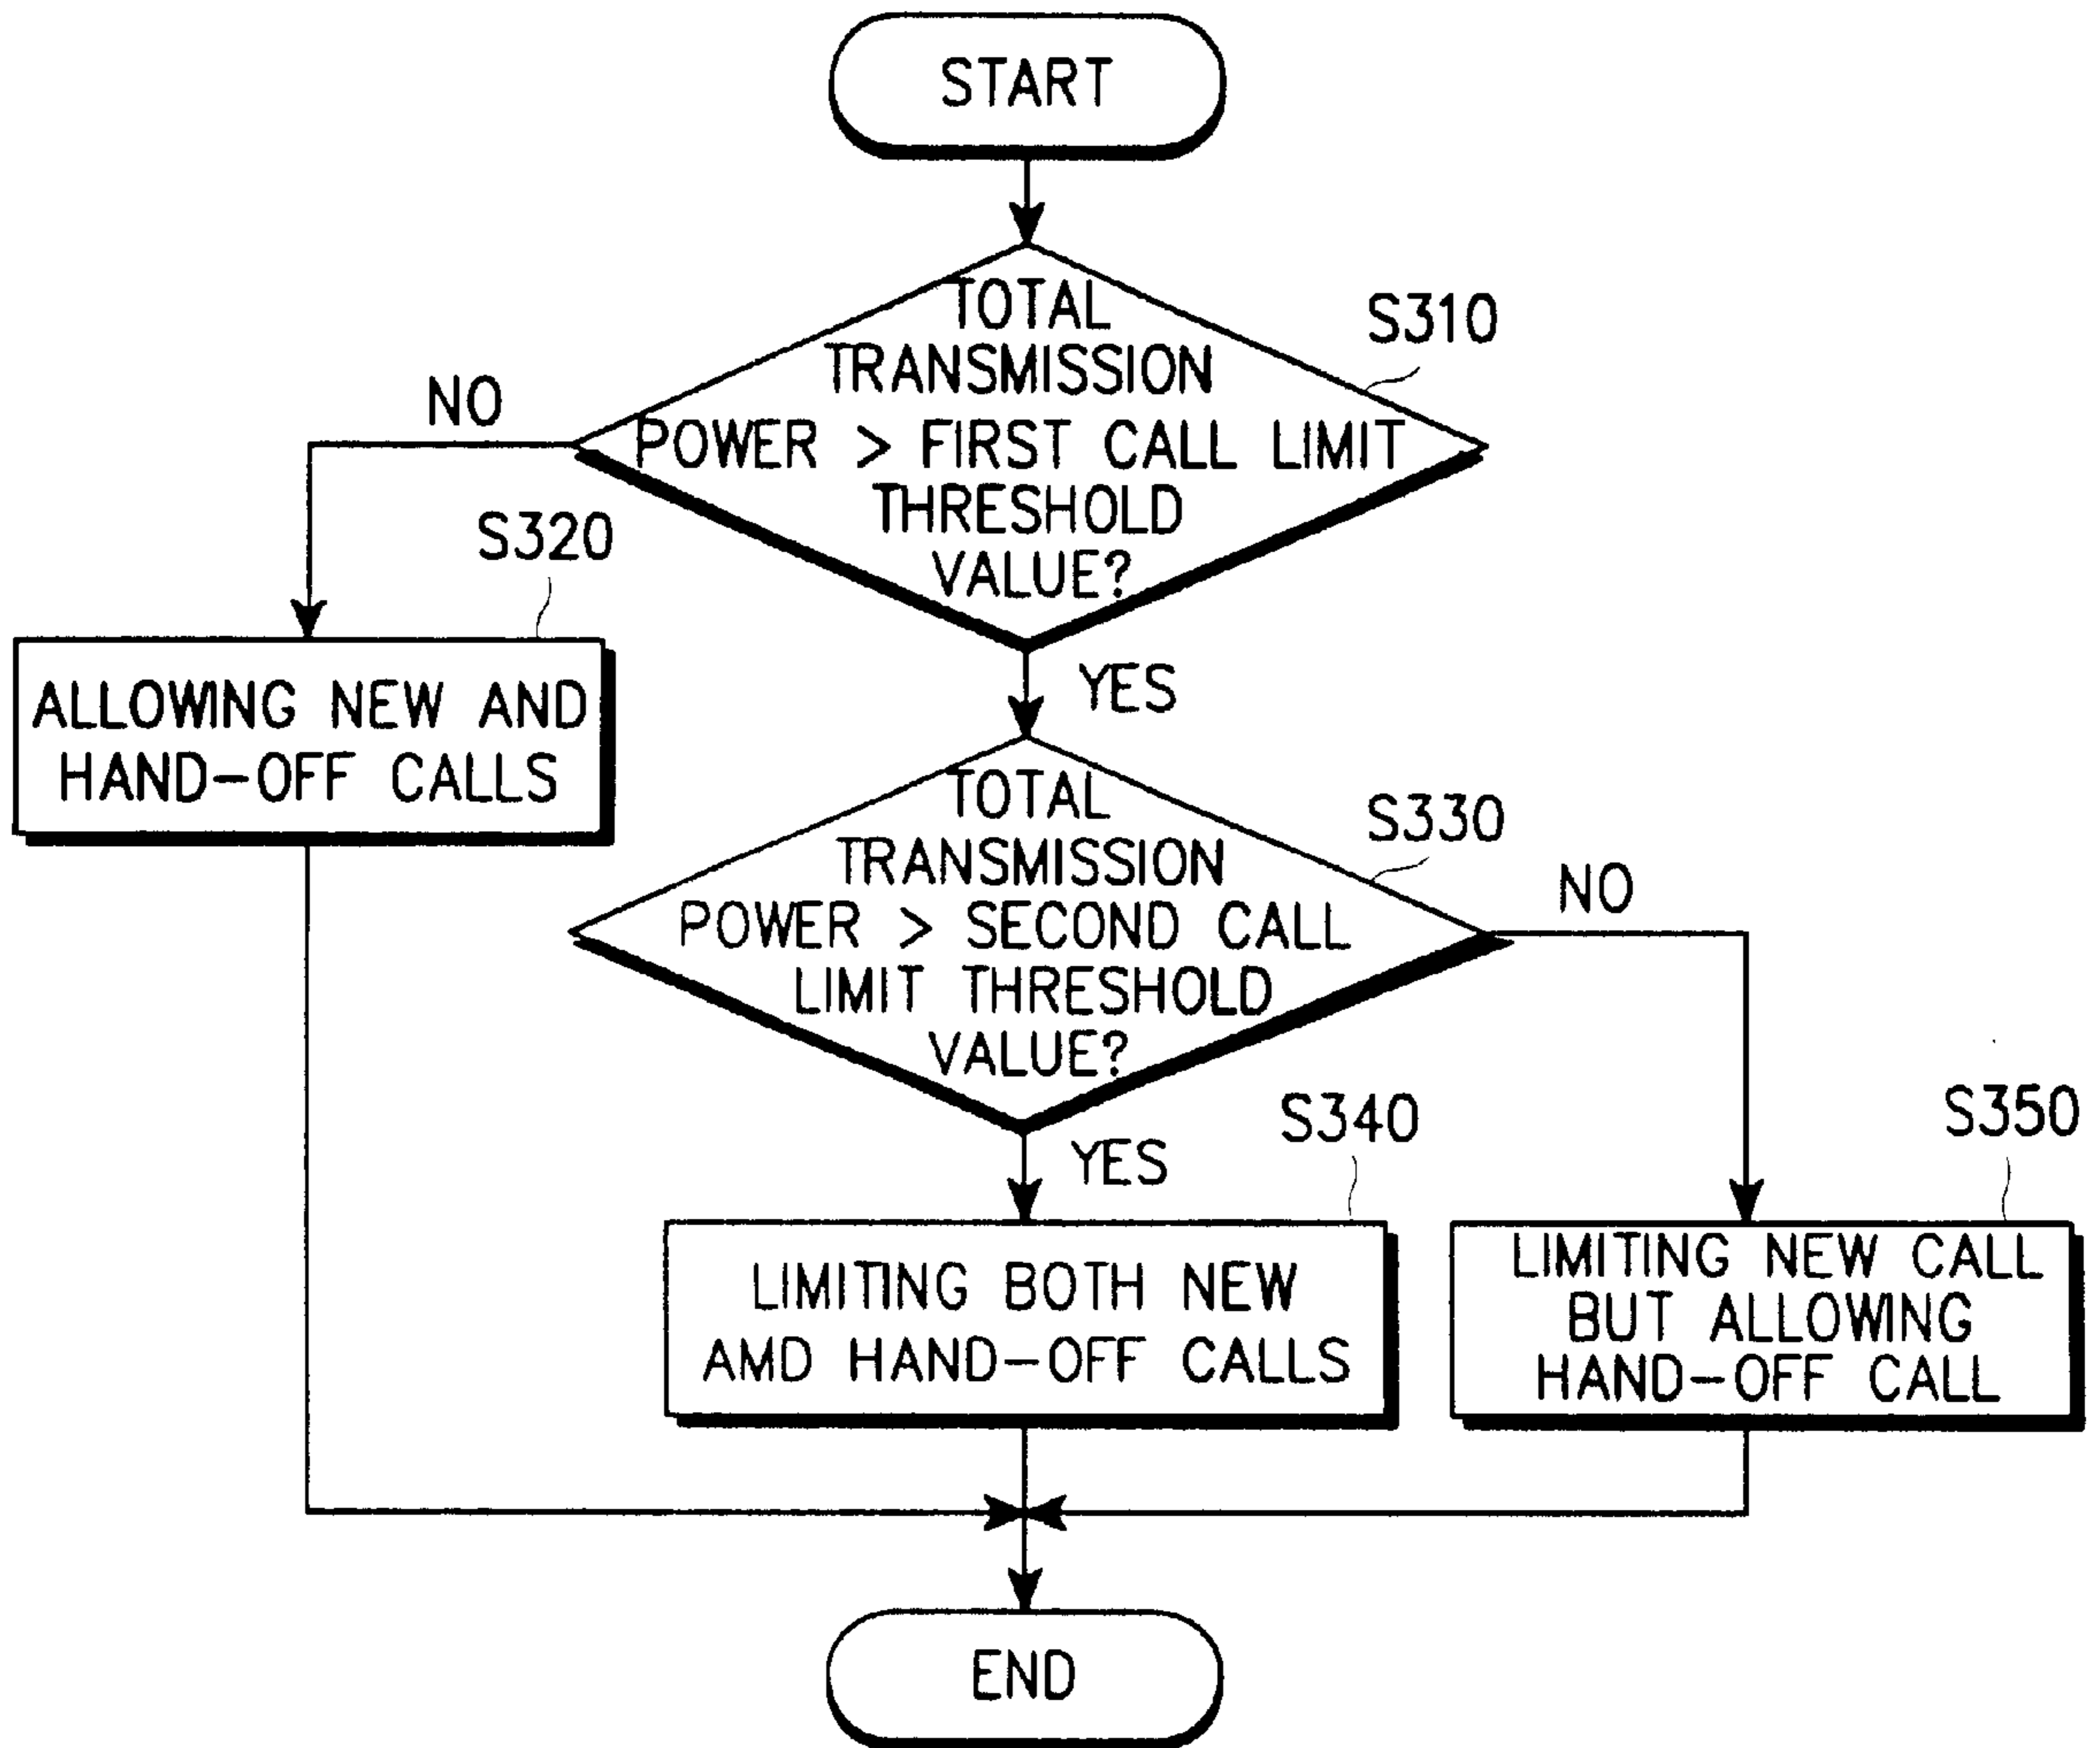 START
TOTAL
TRANSMISSION
POWER > FIRST CALL LIMIT
THRESHOLD
VALUE?
S310
NO
S320
ALLOWING NEW AND
HAND-OFF CALLS
YES
TOTAL
TRANSMISSION
POWER > SECOND CALL
LIMIT THRESHOLD
VALUE?
S330
NO
YES
S340
LIMITING BOTH NEW
AMD HAND-OFF CALLS
S350
LIMITING NEW CALL
BUT ALLOWING
HAND-OFF CALL
END